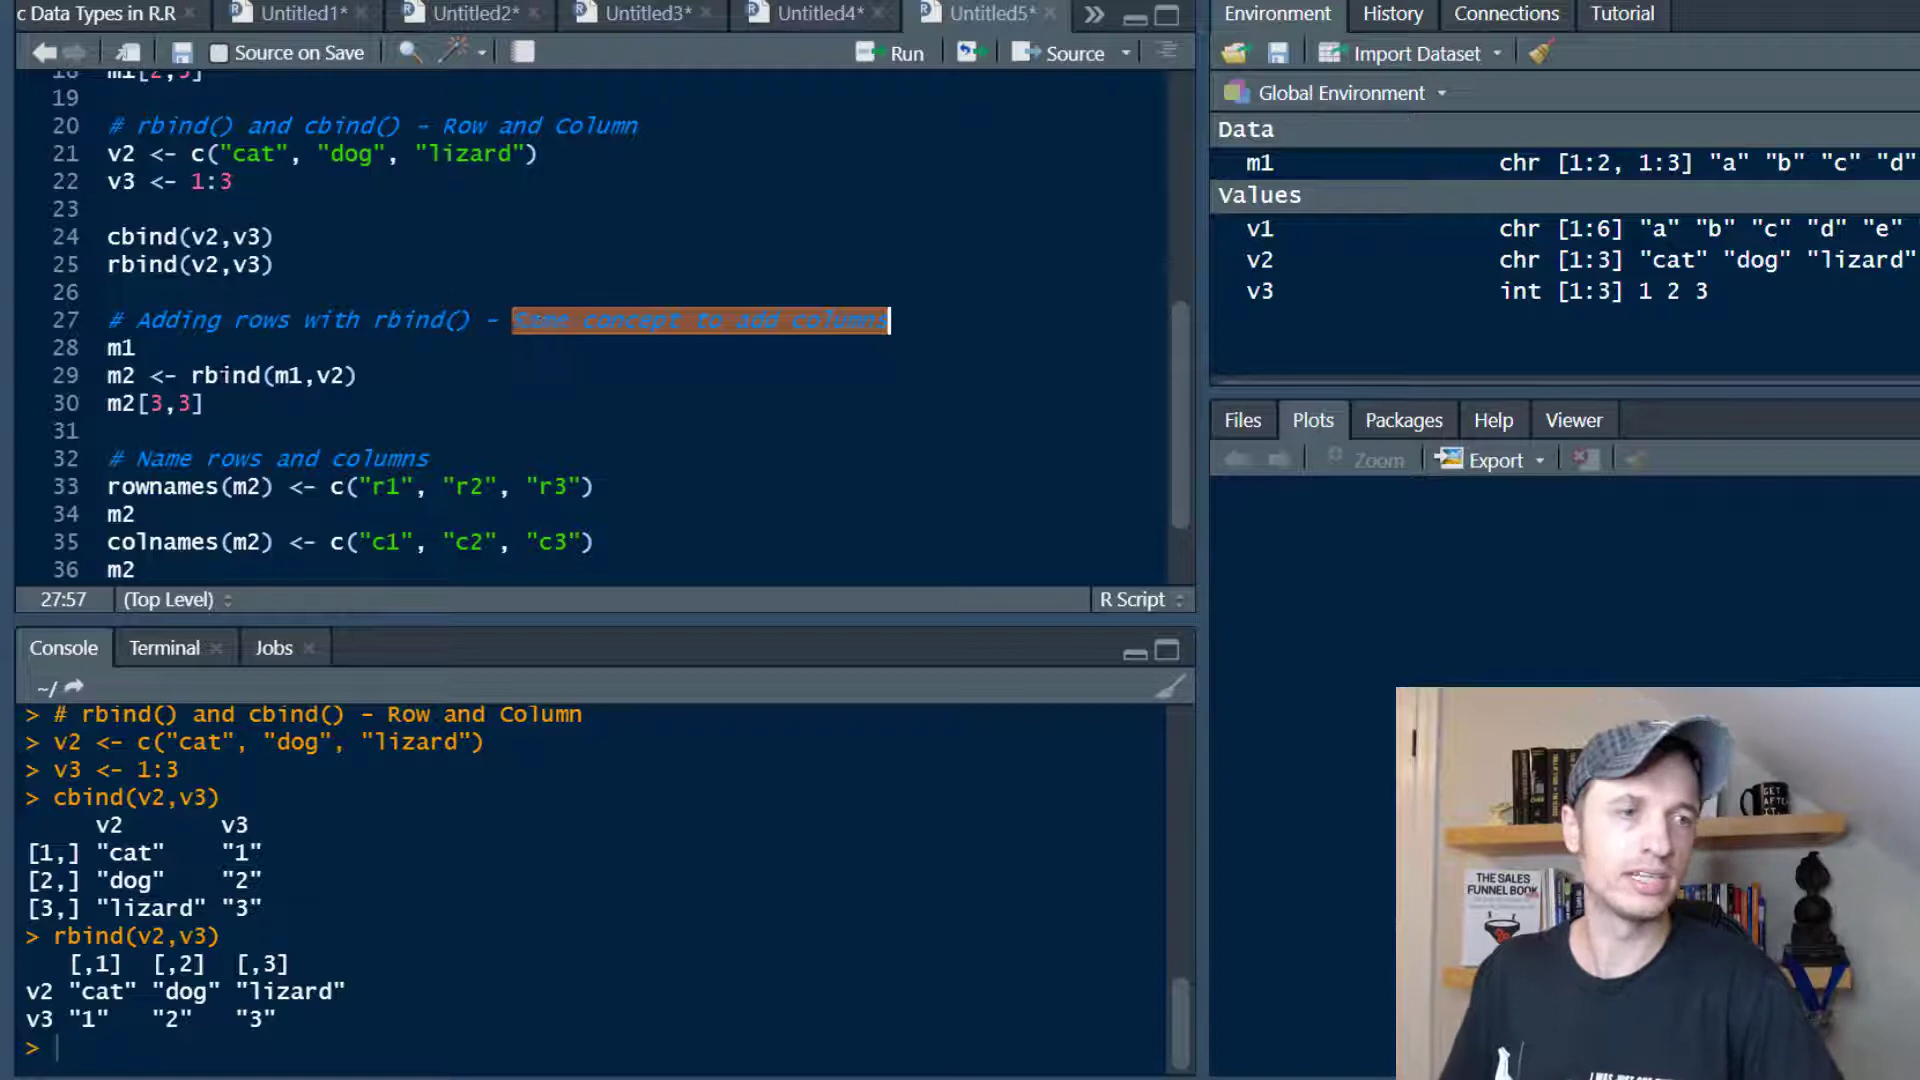 c Data Types in R.R
Untitled1*
Untitled2*
Untitled3*
Untitled4*
Untitled5*
Source on Save
Run
Source
18 m1[2,3]
19
20 # rbind() and cbind() - Row and Column
21 v2 <- c("cat", "dog", "lizard")
22 v3 <- 1:3
23
24 cbind(v2,v3)
25 rbind(v2,v3)
26
27 # Adding rows with rbind() - Same concept to add columns
28 m1
29 m2 <- rbind(m1,v2)
30 m2[3,3]
31
32 # Name rows and columns
33 rownames(m2) <- c("r1", "r2", "r3")
34 m2
35 colnames(m2) <- c("c1", "c2", "c3")
36 m2
27:57 (Top Level) R Script
Console Terminal Jobs
~/
> # rbind() and cbind() - Row and Column
> v2 <- c("cat", "dog", "lizard")
> v3 <- 1:3
> cbind(v2,v3)
v2 v3
[1,] "cat" "1"
[2,] "dog" "2"
[3,] "lizard" "3"
> rbind(v2,v3)
[,1] [,2] [,3]
v2 "cat" "dog" "lizard"
v3 "1" "2" "3"
>
Environment History Connections Tutorial
Import Dataset
Global Environment
Data
m1 chr [1:2, 1:3] "a" "b" "c" "d"
Values
v1 chr [1:6] "a" "b" "c" "d" "e"
v2 chr [1:3] "cat" "dog" "lizard"
v3 int [1:3] 1 2 3
Files Plots Packages Help Viewer
Zoom Export
GET
AFTER
IT.
THE SALES
FUNNEL BOOK
I WAS JUST